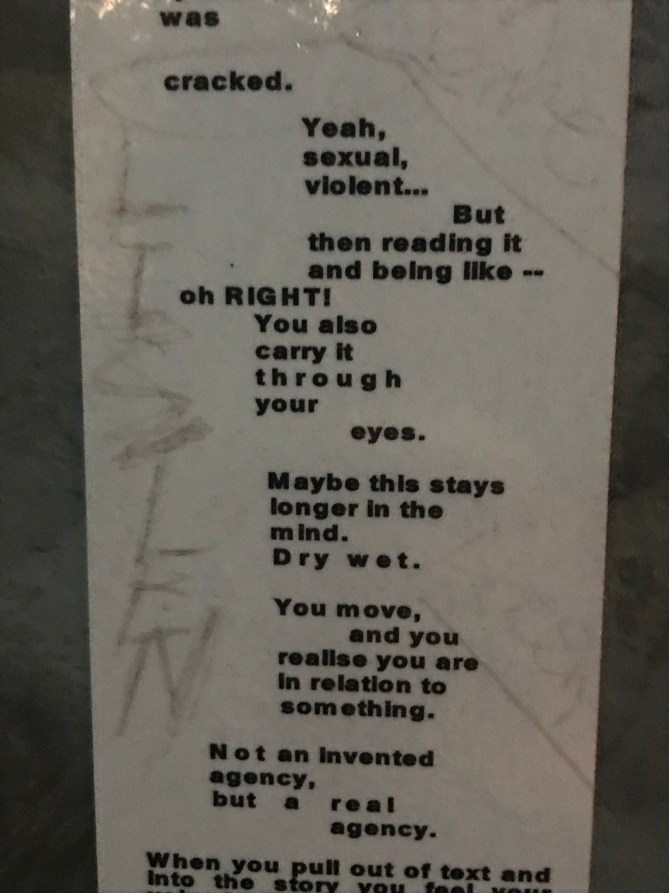 was
cracked.
Yeah,
sexual,
violent...
But
then reading it
and being like --
oh RIGHT!
You also
carry it
through
your
eyes.
Maybe this stays
longer in the
mind.
Dry wet.
You move,
and you
realise you are
in relation to
something.
Not an invented
agency,
but a real
agency.
When you pull out of text and
into the story you feel your